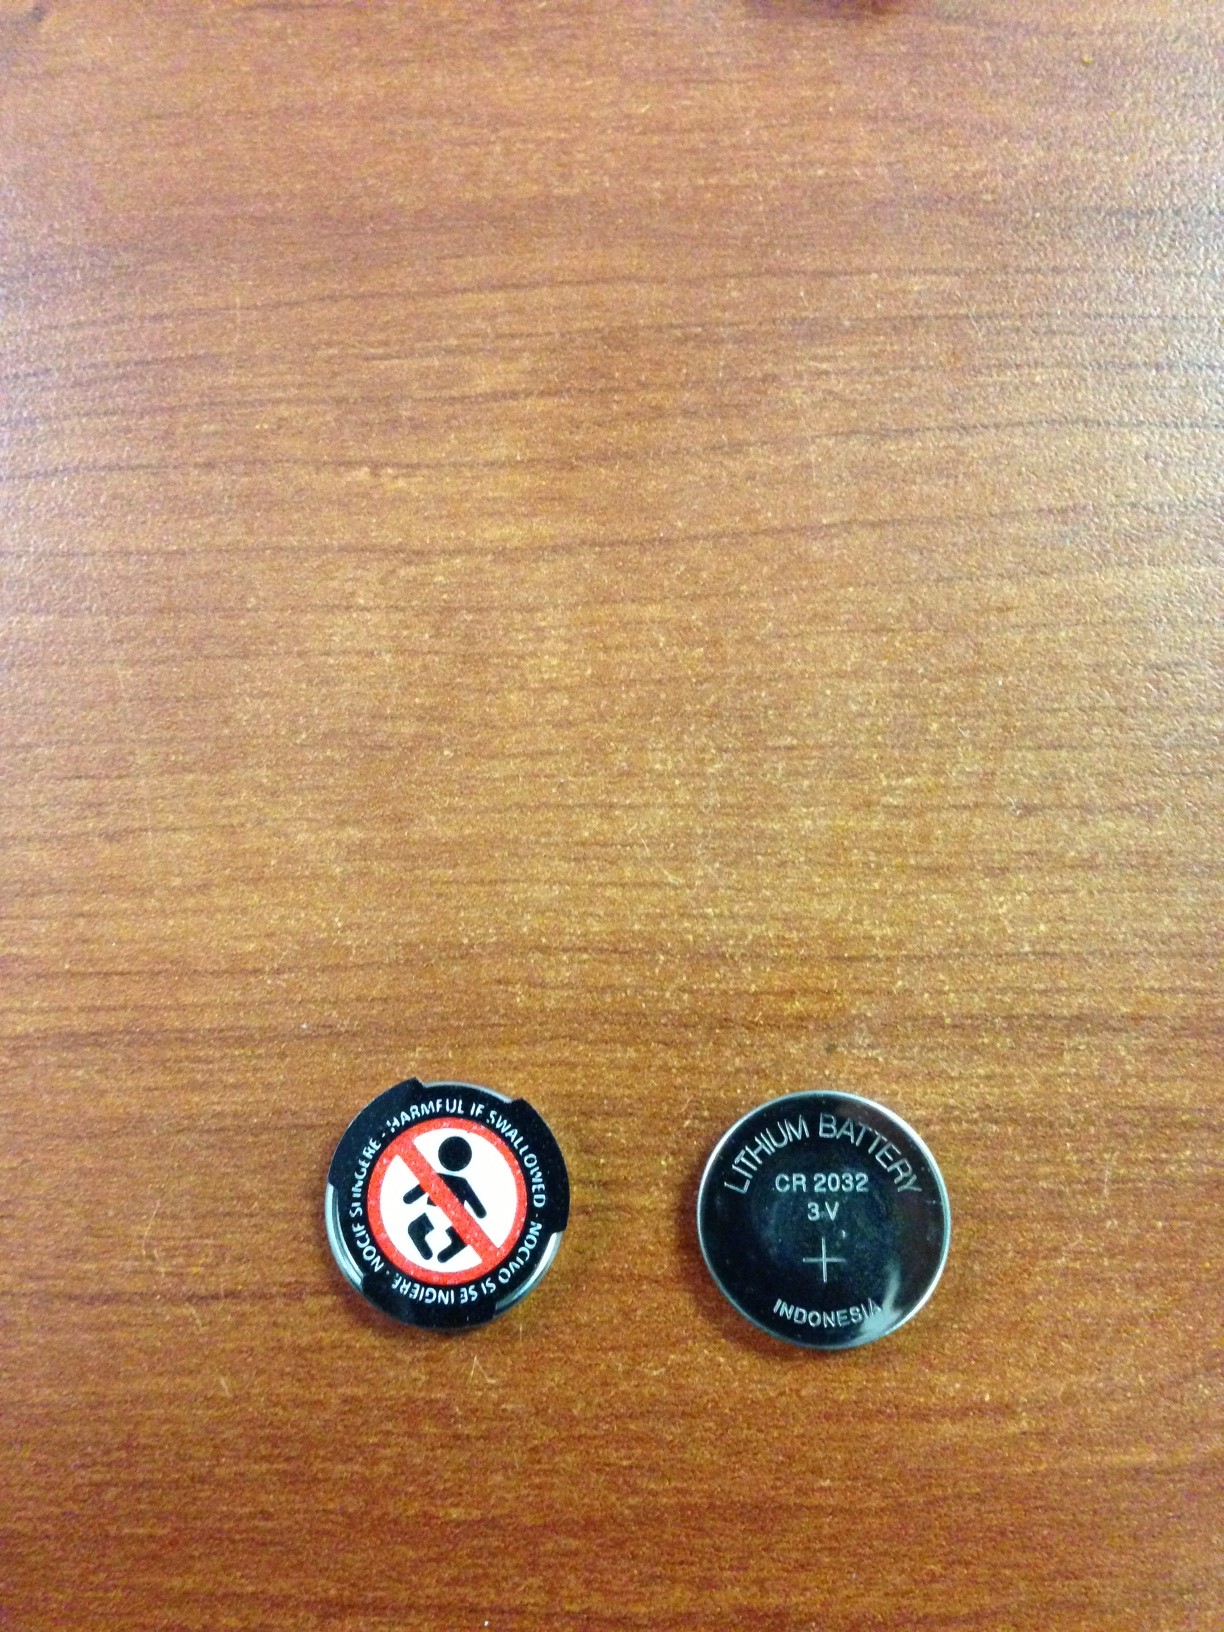 HARMFUL IF SWALLOWED · NOCIVO SI SE INGIERE · NOCIF SI INGÉRÉ ·
LITHIUM BATTERY
CR 2032
3 V
+
INDONESIA